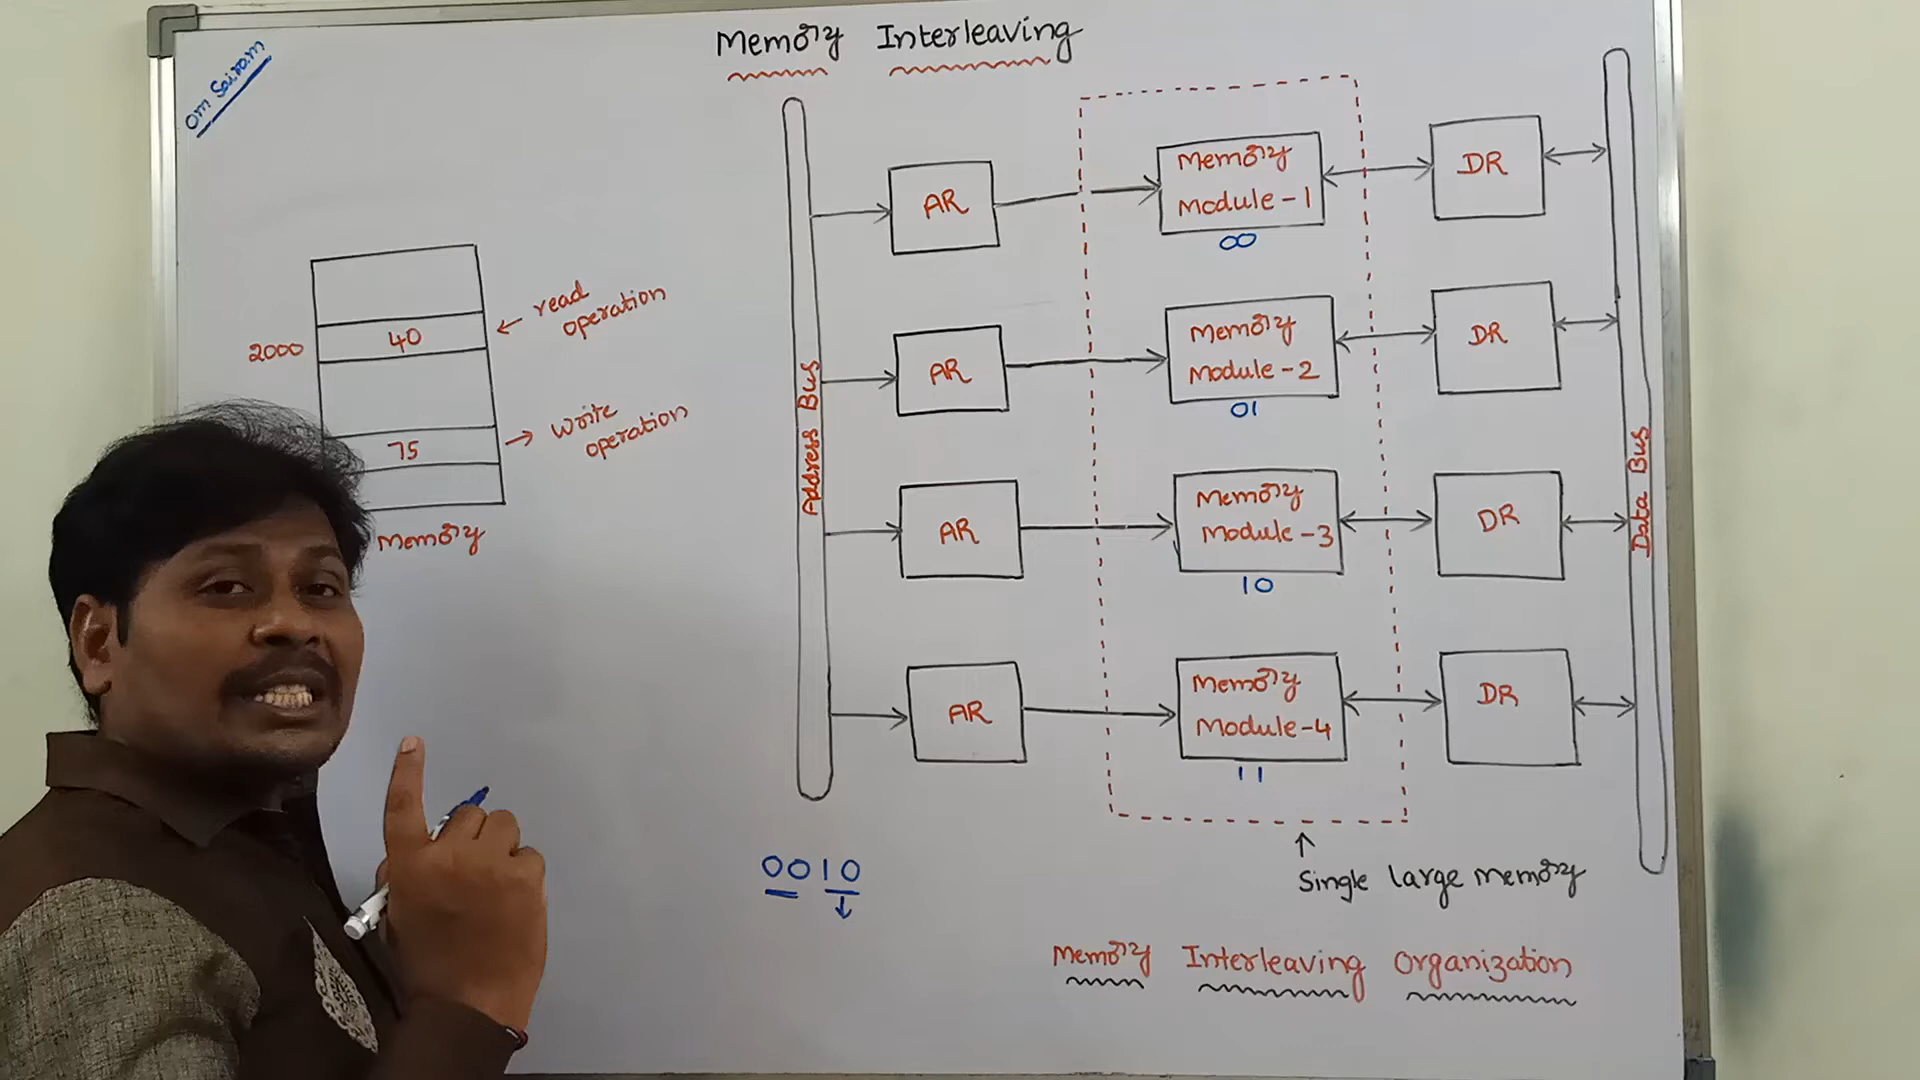 Om Sairam
Memory Interleaving
2000
40
read
operation
75
write
operation
Memory
Address Bus
AR
Memory
Module-1
00
DR
AR
Memory
Module-2
01
DR
AR
Memory
Module-3
10
DR
AR
Memory
Module-4
11
DR
Data Bus
0010
Single large memory
Memory Interleaving Organization